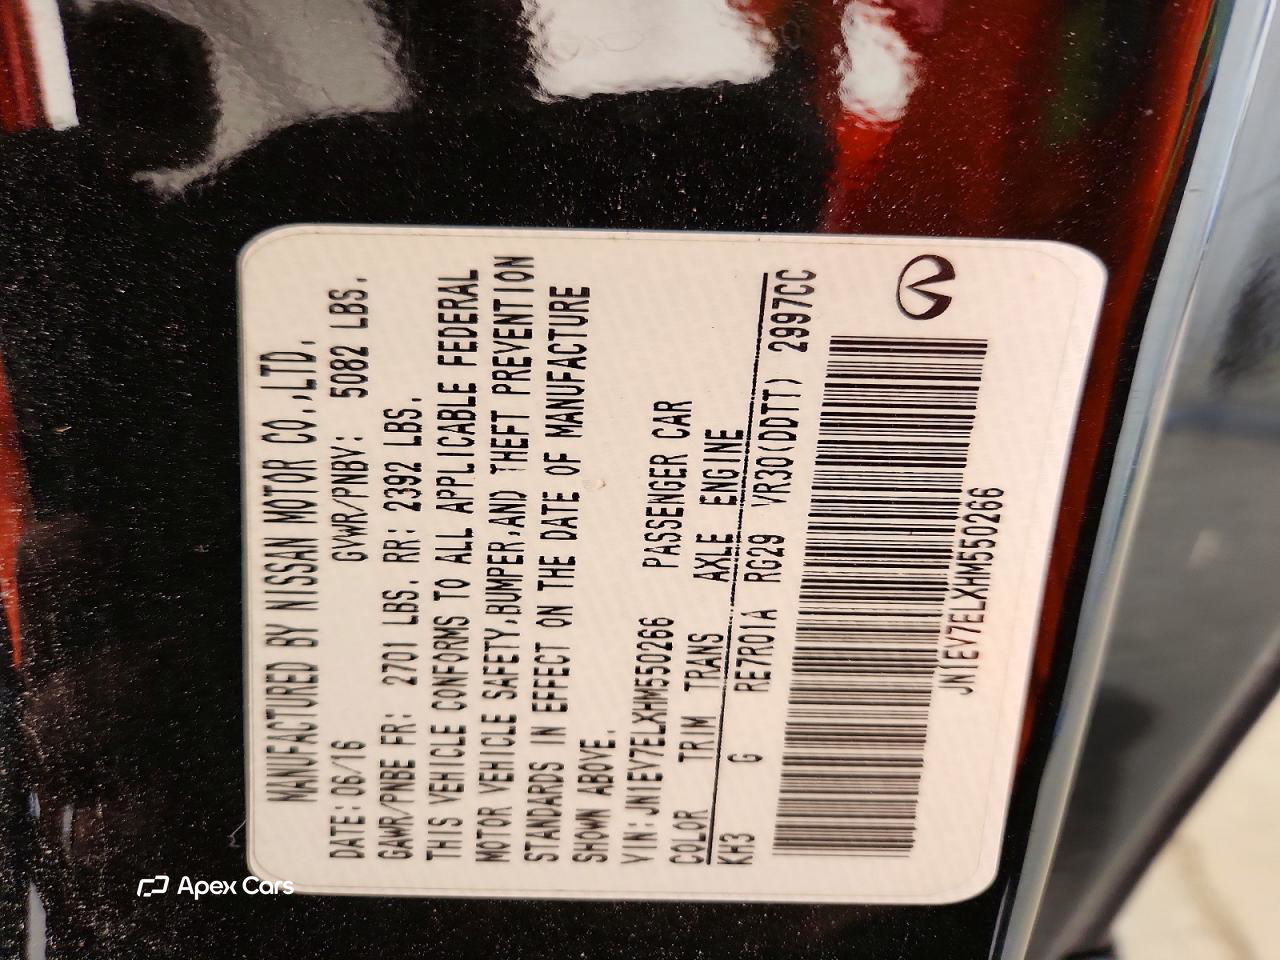 MANUFACTURED BY NISSAN MOTOR CO.,LTD.
DATE:06/16 GVWR/PNBV: 5082 LBS.
GAWR/PNBE FR: 2701 LBS. RR: 2392 LBS.
THIS VEHICLE CONFORMS TO ALL APPLICABLE FEDERAL
MOTOR VEHICLE SAFETY,BUMPER,AND THEFT PREVENTION
STANDARDS IN EFFECT ON THE DATE OF MANUFACTURE
SHOWN ABOVE.
VIN:JN1EV7ELXHM550266 PASSENGER CAR
COLOR TRIM TRANS AXLE ENGINE
KH3 G RE7R01A RG29 VR30(DDTT) 2997CC
JN1EV7ELXHM550266
Apex Cars